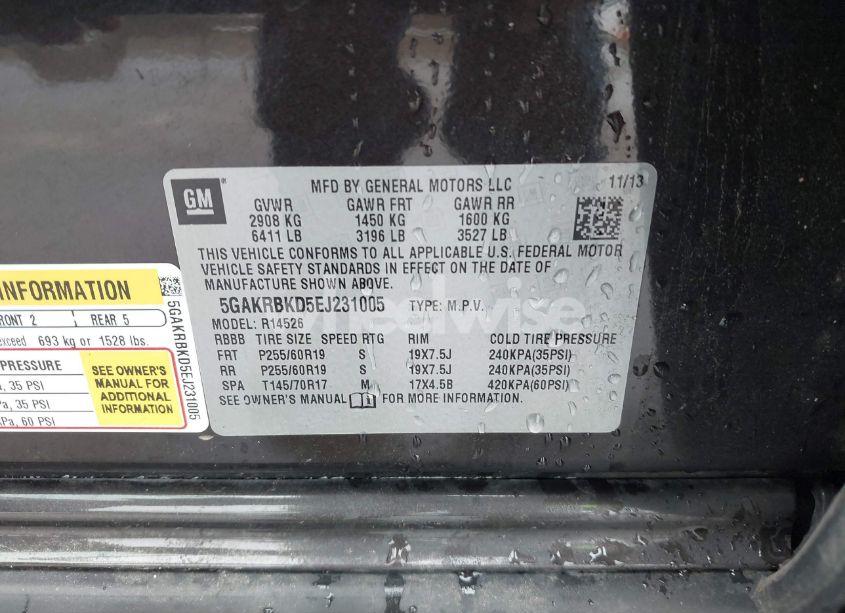 GM
MFD BY GENERAL MOTORS LLC 11/13
GVWR GAWR FRT GAWR RR
2908 KG 1450 KG 1600 KG
6411 LB 3196 LB 3527 LB
THIS VEHICLE CONFORMS TO ALL APPLICABLE U.S. FEDERAL MOTOR
VEHICLE SAFETY STANDARDS IN EFFECT ON THE DATE OF
MANUFACTURE SHOWN ABOVE.
5GAKRBKD5EJ231005 TYPE: M.P.V.
MODEL: R14526
RBBB TIRE SIZE SPEED RTG RIM COLD TIRE PRESSURE
FRT P255/60R19 S 19X7.5J 240KPA(35PSI)
RR P255/60R19 S 19X7.5J 240KPA(35PSI)
SPA T145/70R17 M 17X4.5B 420KPA(60PSI)
SEE OWNER'S MANUAL FOR MORE INFORMATION.
INFORMATION
FRONT 2 REAR 5
exceed 693 kg or 1528 lbs.
PRESSURE
a, 35 PSI
Pa, 35 PSI
Pa, 60 PSI
SEE OWNER'S
MANUAL FOR
ADDITIONAL
INFORMATION
5GAKRBKD5EJ231005
wheelwise